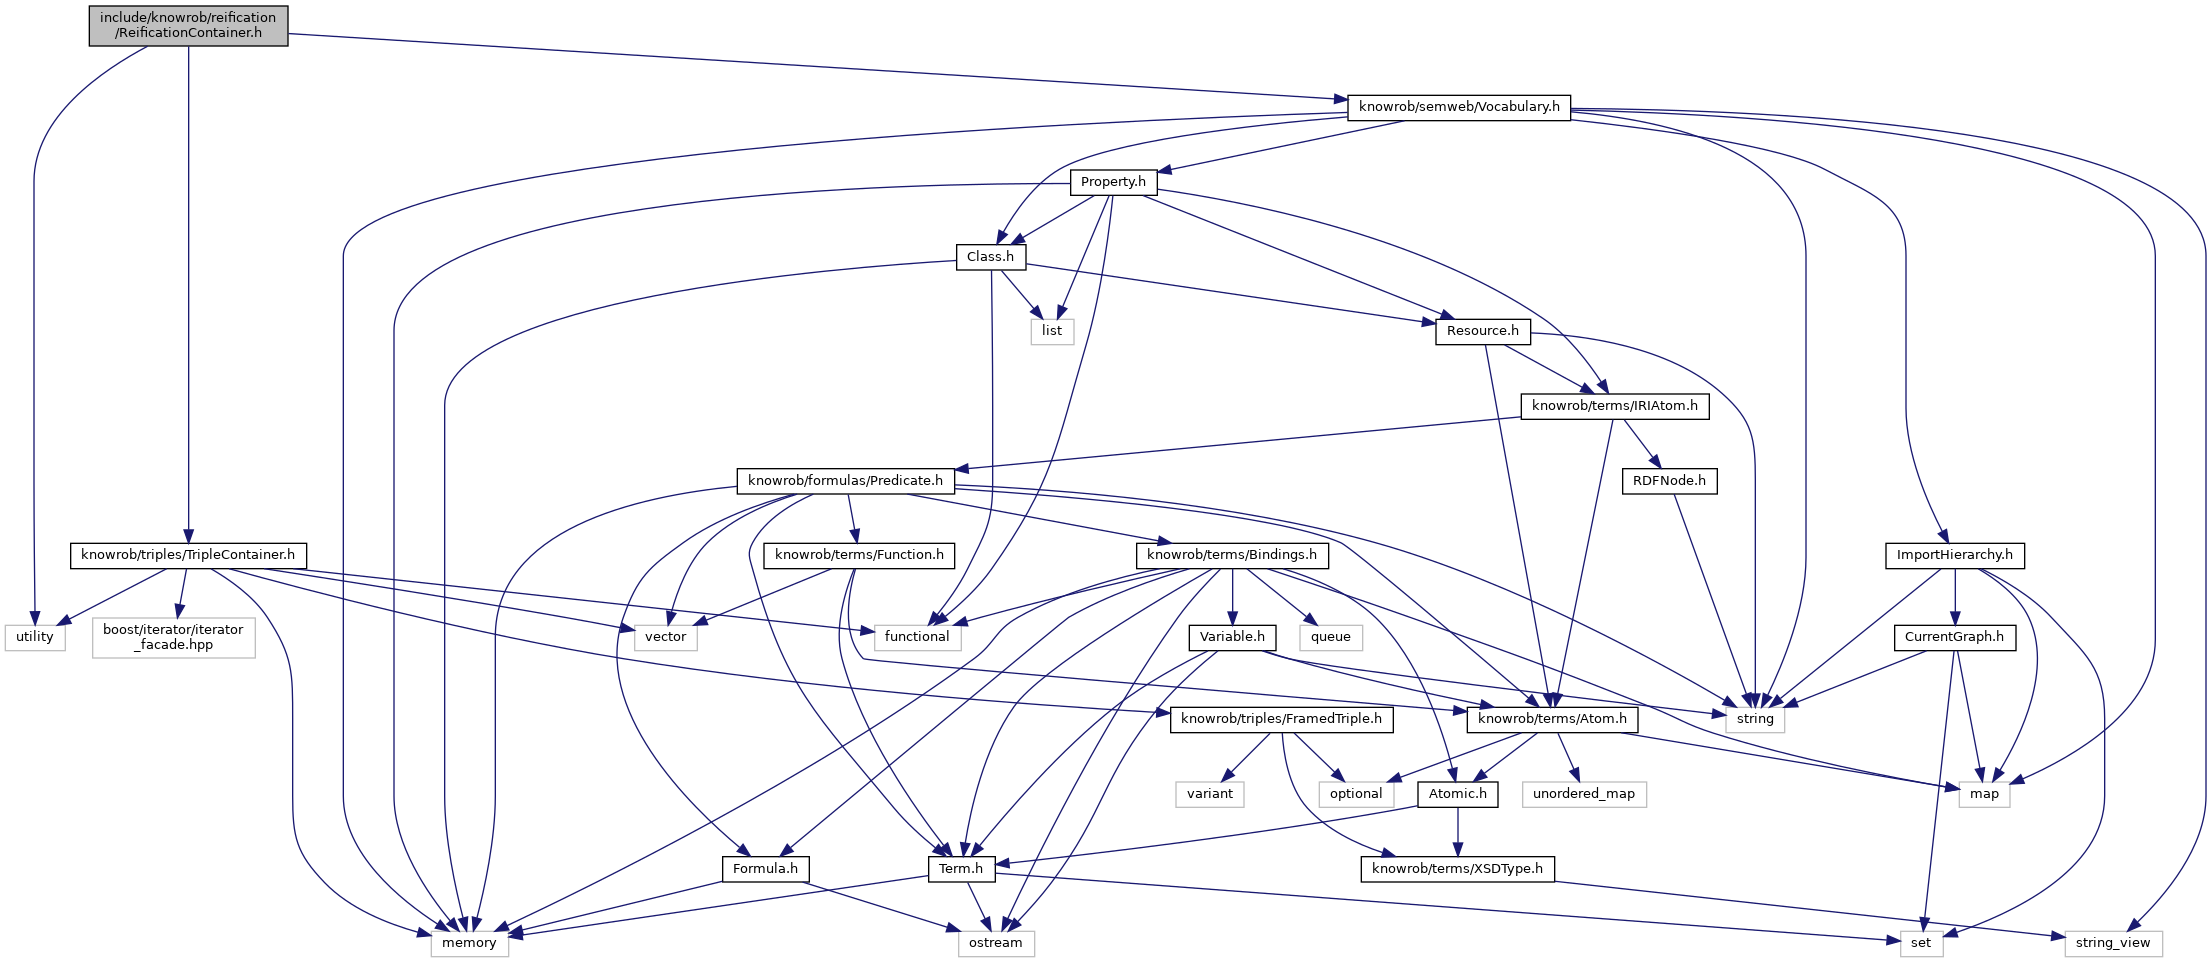 include/knowrob/reification
/ReificationContainer.h
knowrob/semweb/Vocabulary.h
Property.h
Class.h
list
Resource.h
knowrob/terms/IRIAtom.h
knowrob/formulas/Predicate.h
RDFNode.h
knowrob/triples/TripleContainer.h
knowrob/terms/Function.h
knowrob/terms/Bindings.h
ImportHierarchy.h
utility
boost/iterator/iterator
_facade.hpp
vector
functional
Variable.h
queue
CurrentGraph.h
knowrob/triples/FramedTriple.h
knowrob/terms/Atom.h
string
variant
optional
Atomic.h
unordered_map
map
Formula.h
Term.h
knowrob/terms/XSDType.h
memory
ostream
set
string_view